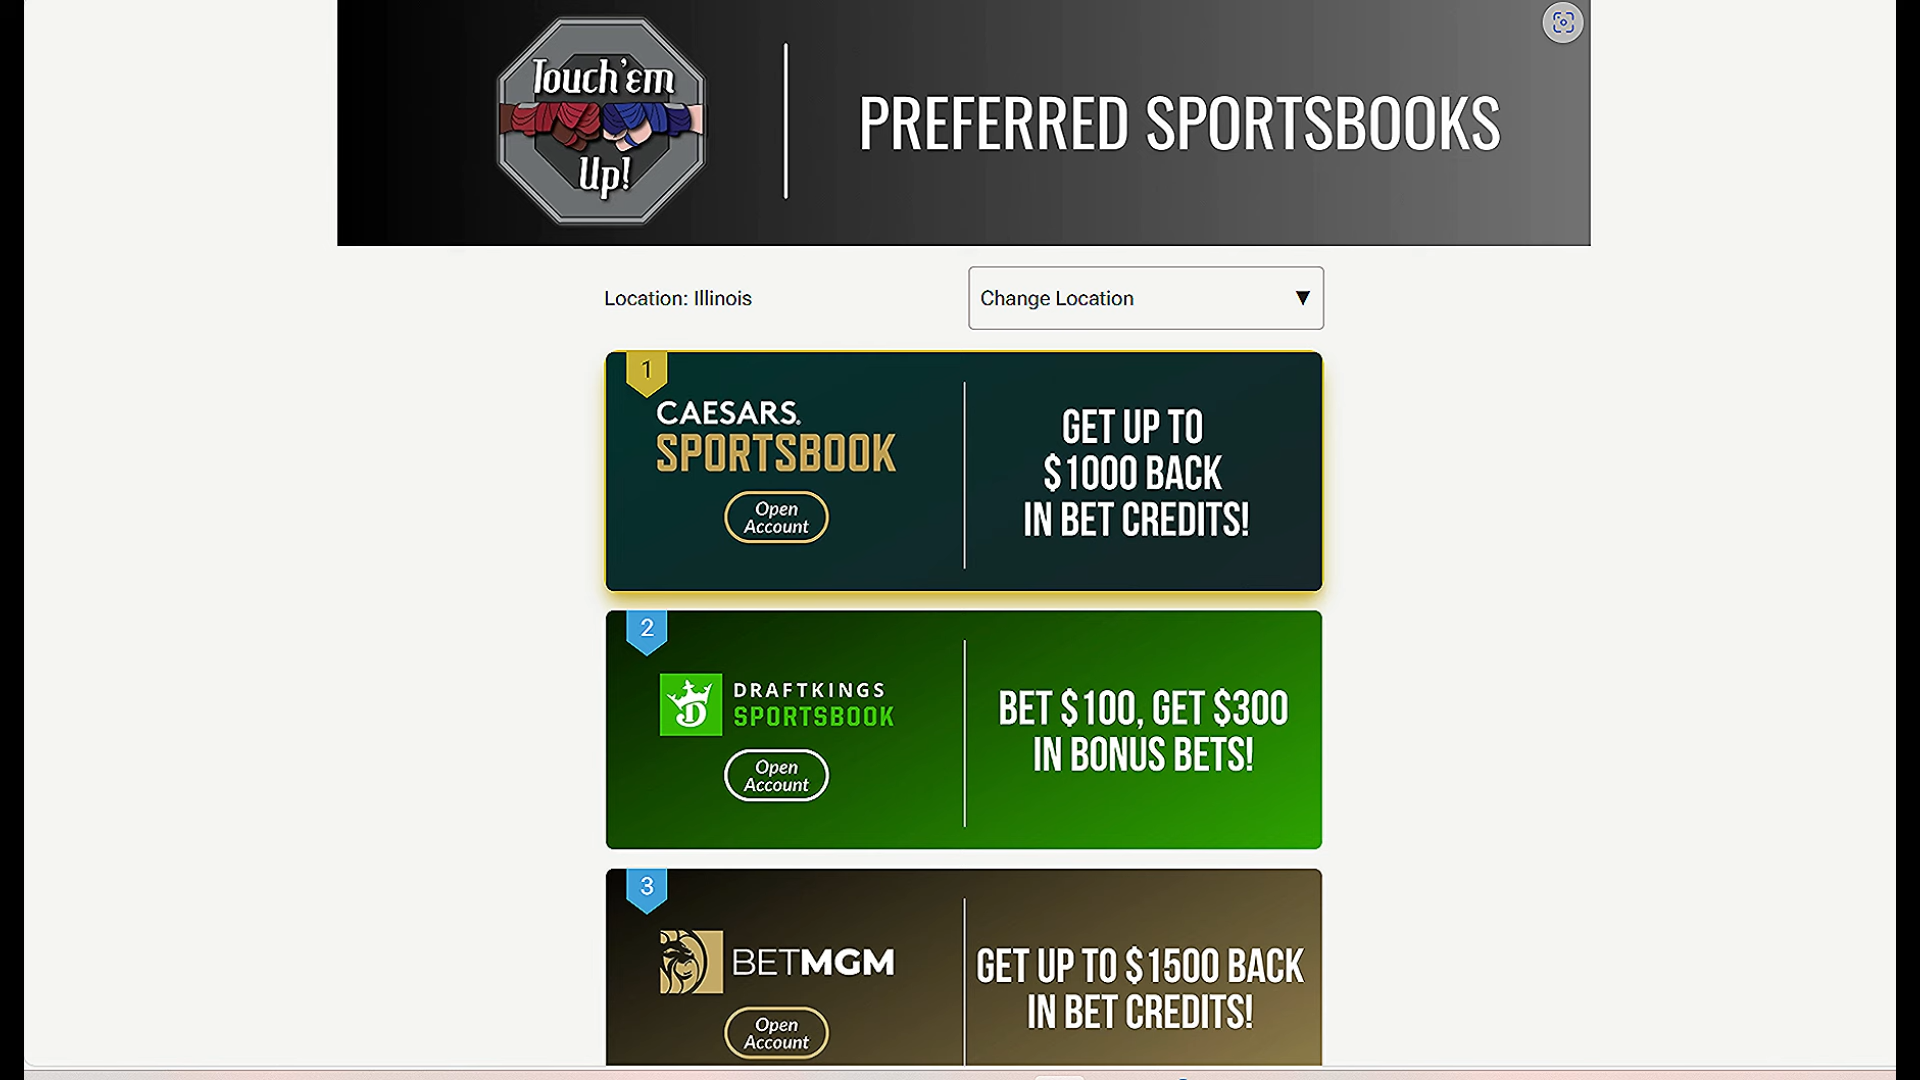 Touch'em
Up!
PREFERRED SPORTSBOOKS
Location: Illinois
Change Location ▼
1
CAESARS.
SPORTSBOOK
Open
Account
GET UP TO
$1000 BACK
IN BET CREDITS!
2
DRAFTKINGS
SPORTSBOOK
Open
Account
BET $100, GET $300
IN BONUS BETS!
3
BETMGM
Open
Account
GET UP TO $1500 BACK
IN BET CREDITS!